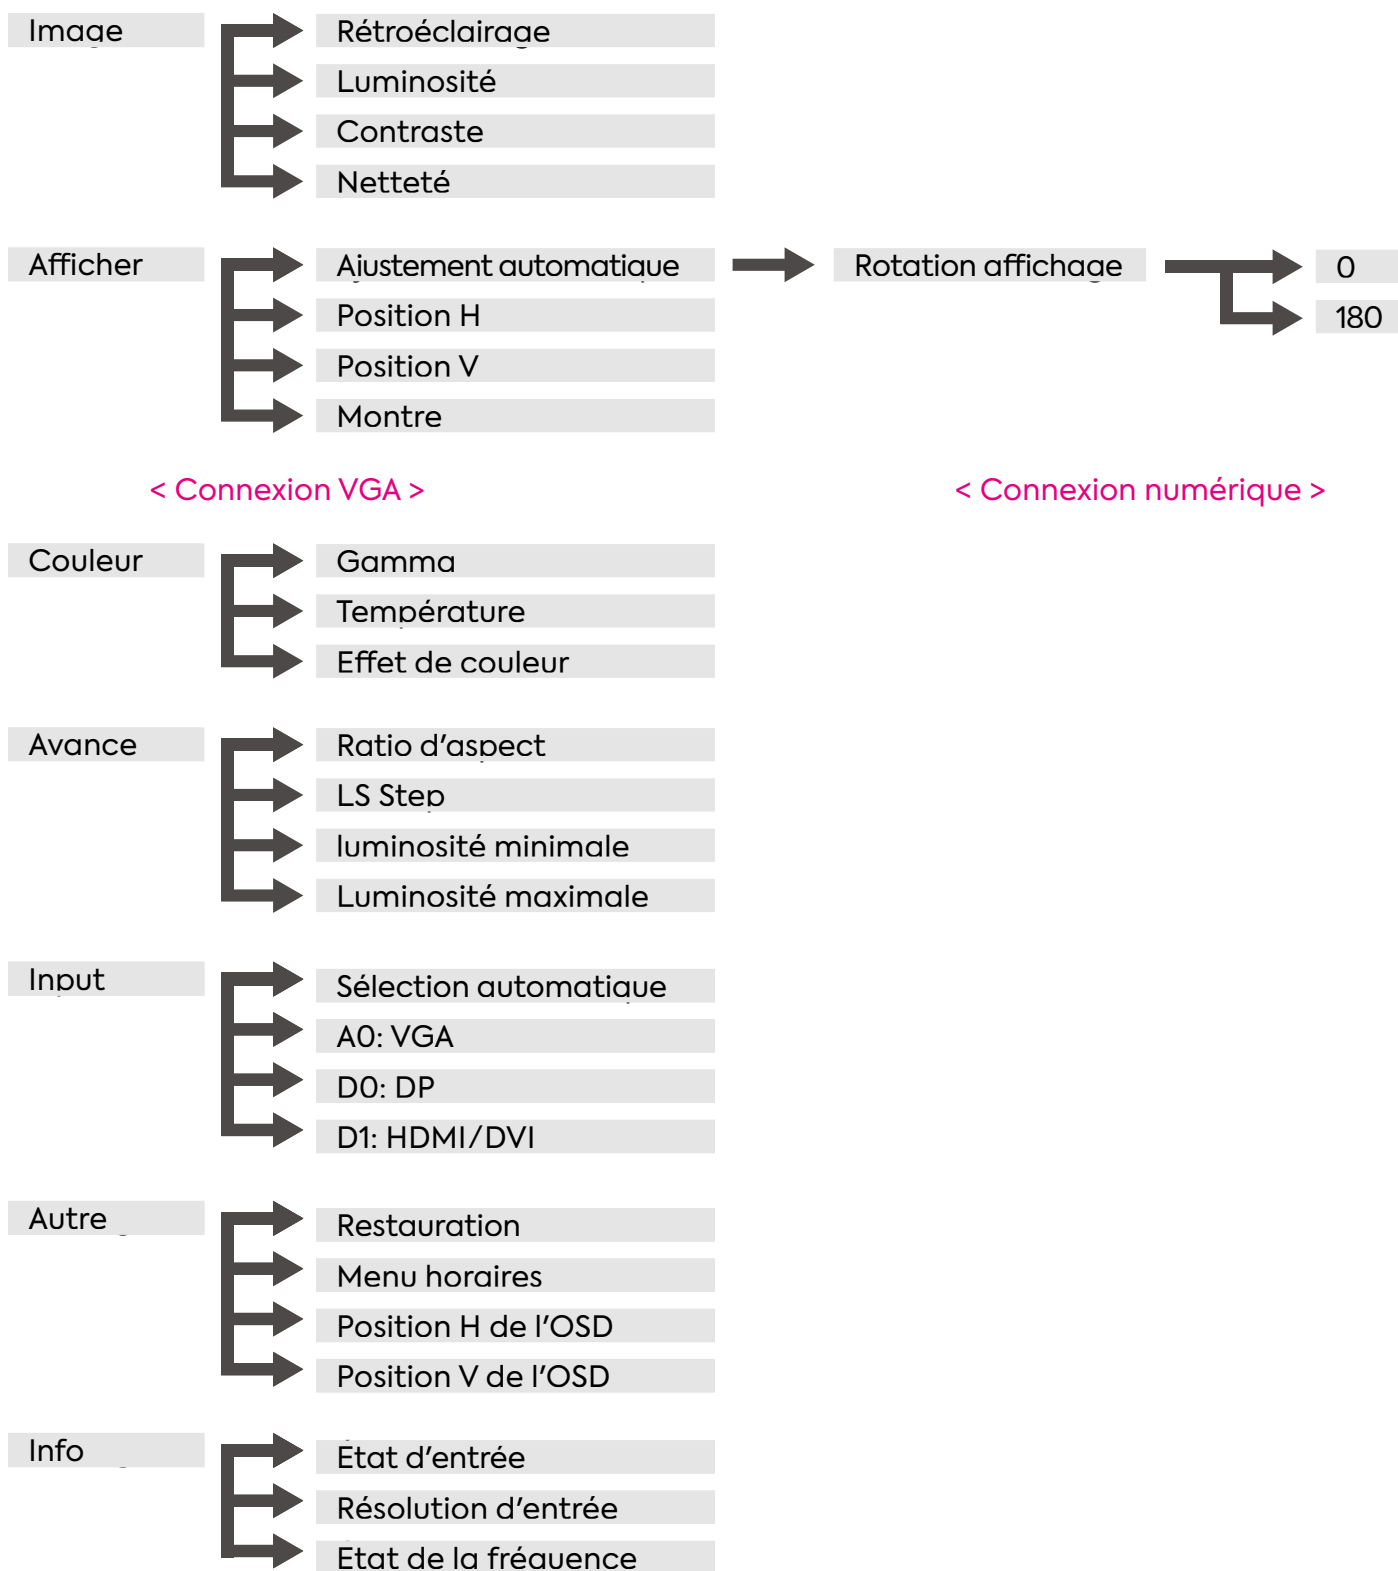 Image
Rétroéclairage
Luminosité
Contraste
Netteté
Afficher
Ajustement automatique
Rotation affichage
0
180
Position H
Position V
Montre
< Connexion VGA >
< Connexion numérique >
Couleur
Gamma
Température
Effet de couleur
Avance
Ratio d'aspect
LS Step
luminosité minimale
Luminosité maximale
Input
Sélection automatique
A0: VGA
D0: DP
D1: HDMI/DVI
Autre
Restauration
Menu horaires
Position H de l'OSD
Position V de l'OSD
Info
État d'entrée
Résolution d'entrée
État de la fréquence